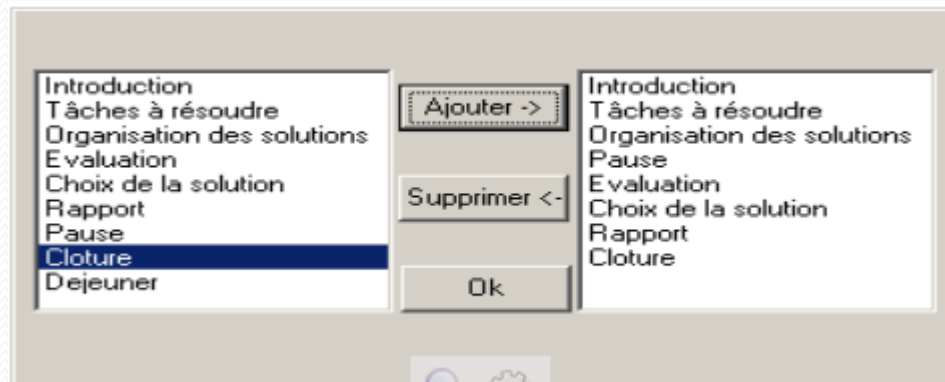 Introduction
Tâches à résoudre
Organisation des solutions
Evaluation
Choix de la solution
Rapport
Pause
Cloture
Dejeuner
Ajouter ->
Supprimer <-
Ok
Introduction
Tâches à résoudre
Organisation des solutions
Pause
Evaluation
Choix de la solution
Rapport
Cloture